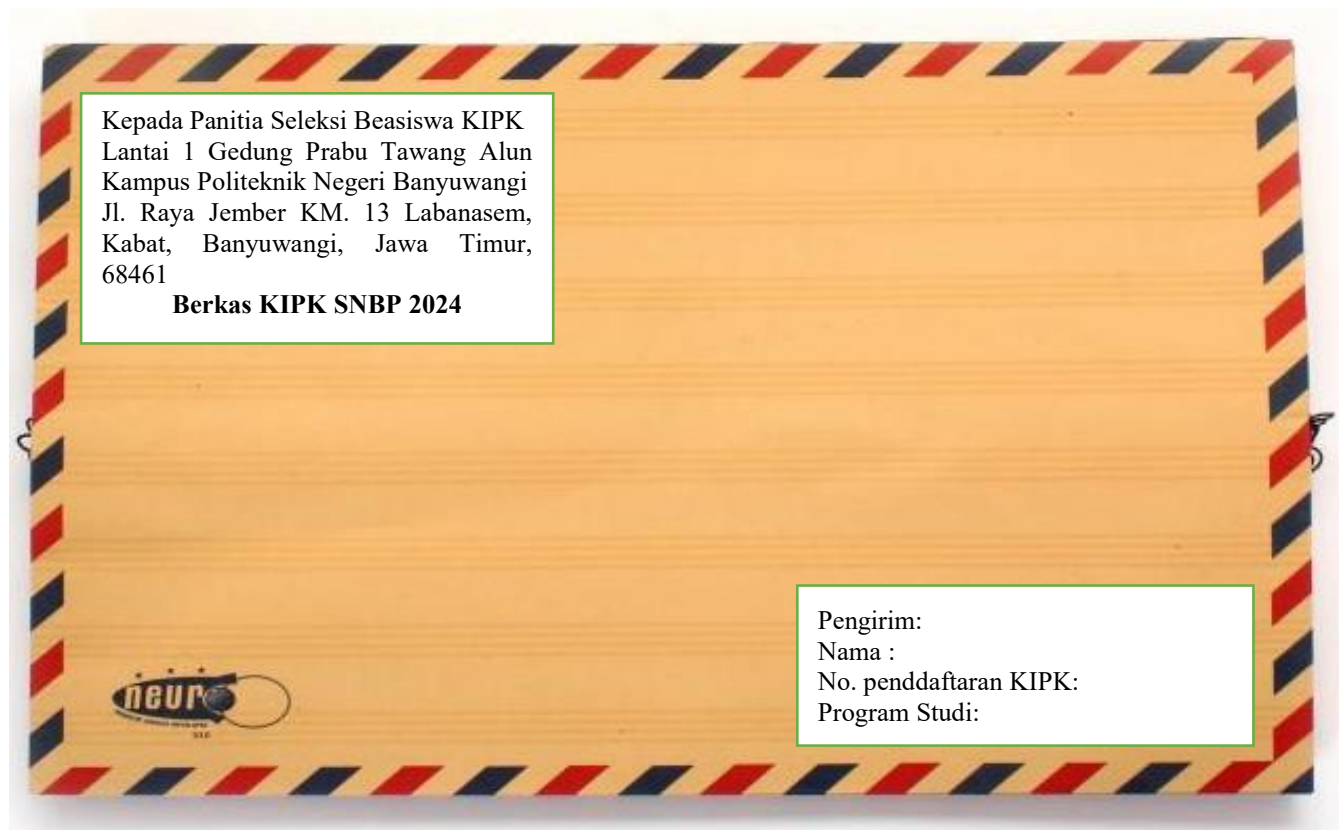 Kepada Panitia Seleksi Beasiswa KIPK
Lantai 1 Gedung Prabu Tawang Alun
Kampus Politeknik Negeri Banyuwangi
Jl. Raya Jember KM. 13 Labanasem,
Kabat, Banyuwangi, Jawa Timur,
68461
Berkas KIPK SNBP 2024
Pengirim:
Nama :
No. penddaftaran KIPK:
Program Studi:
neuro